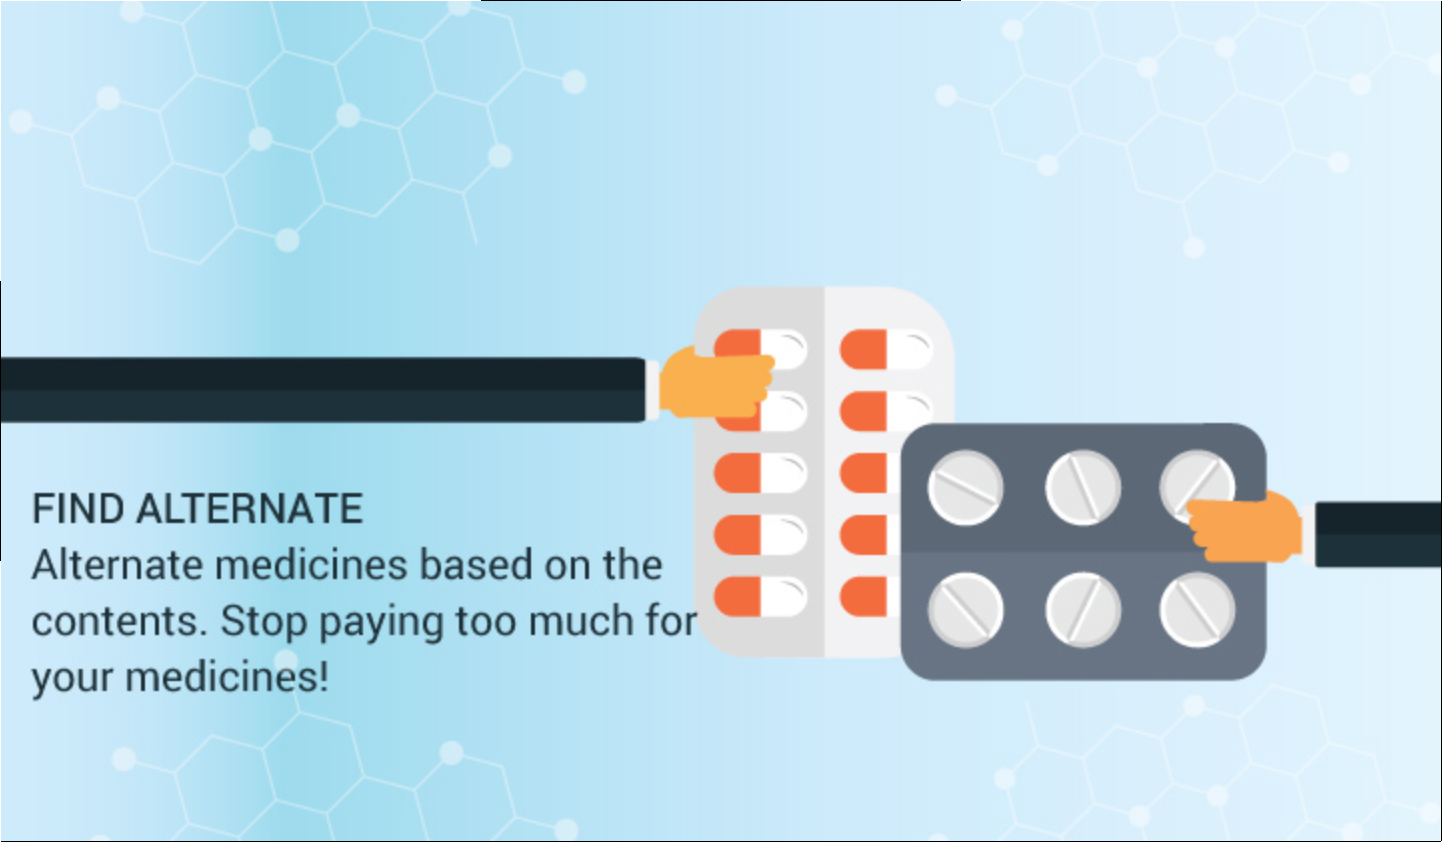 FIND ALTERNATE
Alternate medicines based on the
contents. Stop paying too much for
your medicines!